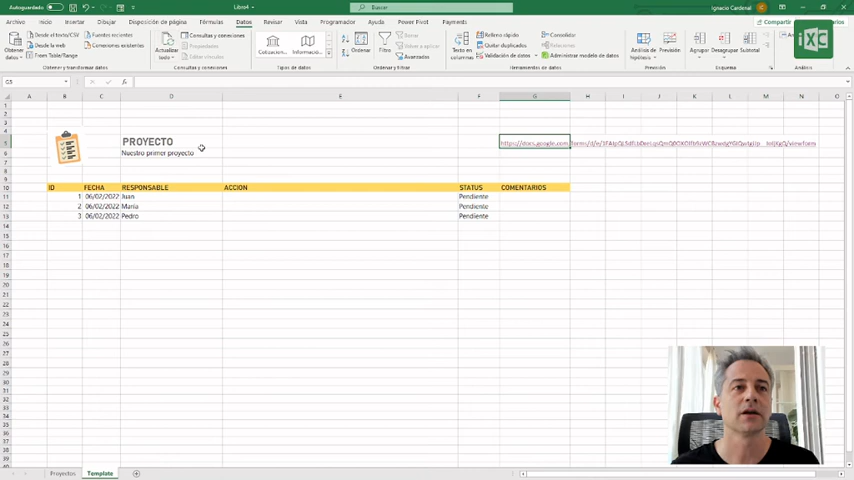 Autoguardado
Libro4
Buscar
Ignacio Cardenal
Archivo Inicio Insertar Dibujar Disposición de página Fórmulas Datos Revisar Vista Programador Ayuda Power Pivot Payments
Compartir
Obtener datos
Desde el texto/CSV
Desde la web
From Table/Range
Fuentes recientes
Conexiones existentes
Obtener y transformar datos
Actualizar todo
Consultas y conexiones
Propiedades
Editar vínculos
Consultas y conexiones
Cotizacion...
Información...
Tipos de datos
Ordenar
Filtro
Borrar
Volver a aplicar
Avanzadas
Ordenar y filtrar
Texto en columnas
Relleno rápido
Quitar duplicados
Validación de datos
Consolidar
Relaciones
Administrar modelo de datos
Herramientas de datos
Análisis de hipótesis
Previsión
Previsión
Agrupar
Desagrupar
Subtotal
Esquema
Análisis
iXC
G5
fx
A B C D E F G H I J K L M N O
PROYECTO
Nuestro primer proyecto
ID FECHA RESPONSABLE ACCION STATUS COMENTARIOS
1 06/02/2022 Juan Pendiente
2 06/02/2022 María Pendiente
3 06/02/2022 Pedro Pendiente
Proyectos Template